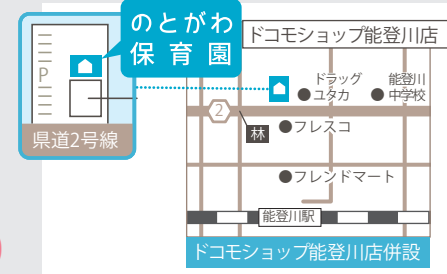 のとがわ
保育園
P
県道2号線
ドコモショップ能登川店
ドラッグ
ユタカ
能登川
中学校
2
林
フレスコ
フレンドマート
能登川駅
ドコモショップ能登川店併設